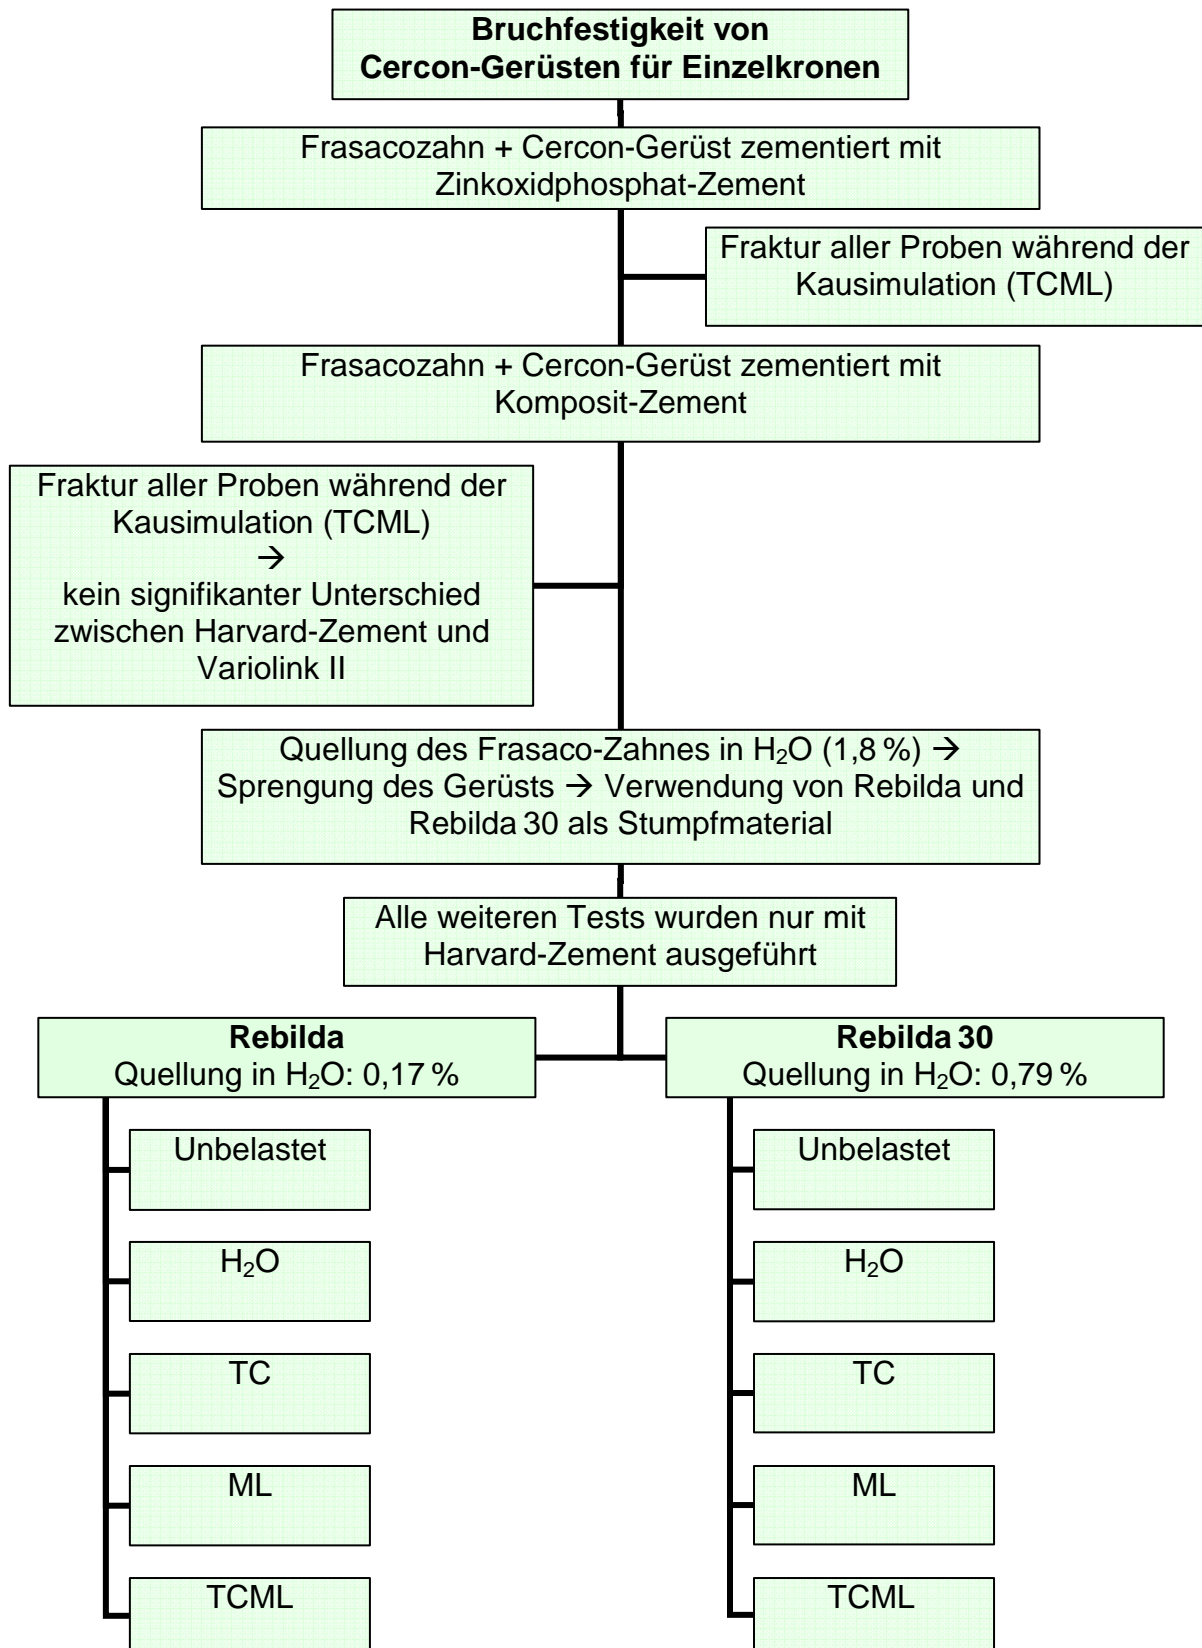 Bruchfestigkeit von
Cercon-Gerüsten für Einzelkronen
Frasacozahn + Cercon-Gerüst zementiert mit
Zinkoxidphosphat-Zement
Fraktur aller Proben während der
Kausimulation (TCML)
Frasacozahn + Cercon-Gerüst zementiert mit
Komposit-Zement
Fraktur aller Proben während der
Kausimulation (TCML)
→
kein signifikanter Unterschied
zwischen Harvard-Zement und
Variolink II
Quellung des Frasaco-Zahnes in H₂O (1,8 %) →
Sprengung des Gerüsts → Verwendung von Rebilda und
Rebilda 30 als Stumpfmaterial
Alle weiteren Tests wurden nur mit
Harvard-Zement ausgeführt
Rebilda
Quellung in H₂O: 0,17 %
Unbelastet
H₂O
TC
ML
TCML
Rebilda 30
Quellung in H₂O: 0,79 %
Unbelastet
H₂O
TC
ML
TCML